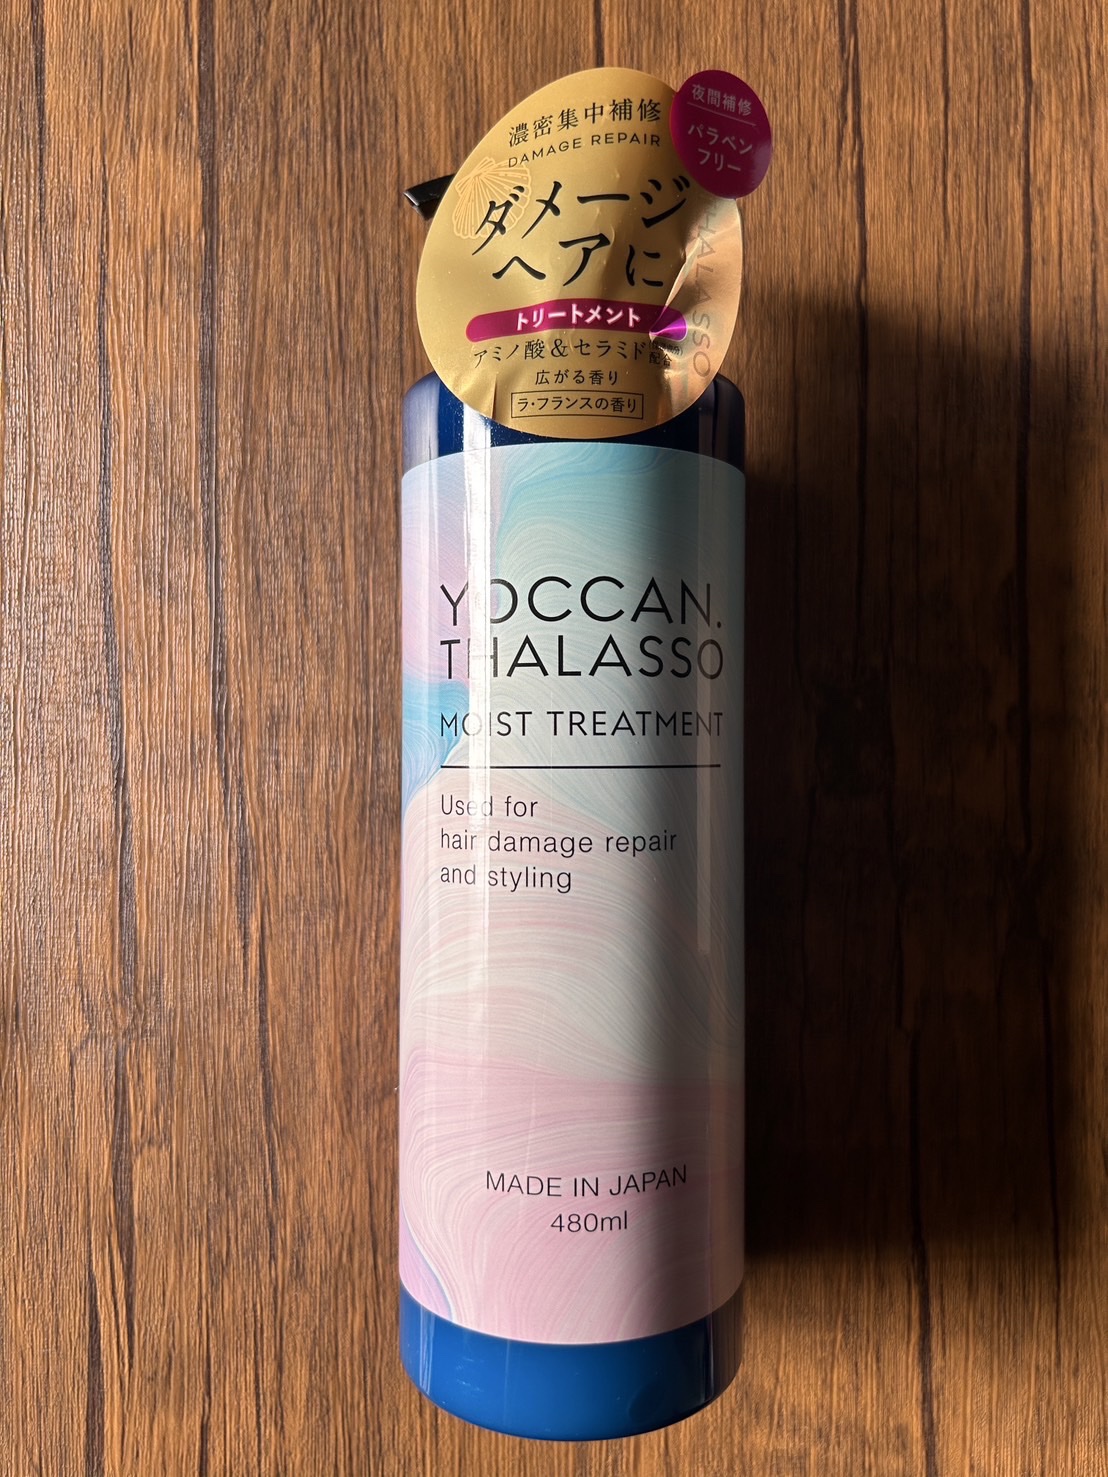 夜間補修
パラベン
フリー
濃密集中補修
DAMAGE REPAIR
ダメージ
ヘアに
トリートメント
アミノ酸&セラミド
配合
広がる香り
ラ・フランスの香り
THALASSO
YOCCAN.
THALASSO
MOIST TREATMENT
Used for
hair damage repair
and styling
MADE IN JAPAN
480ml